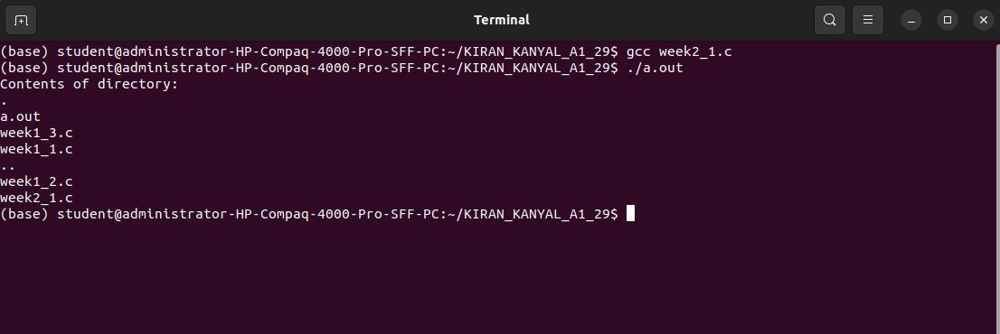 Terminal
(base) student@administrator-HP-Compaq-4000-Pro-SFF-PC:~/KIRAN_KANYAL_A1_29$ gcc week2_1.c
(base) student@administrator-HP-Compaq-4000-Pro-SFF-PC:~/KIRAN_KANYAL_A1_29$ ./a.out
Contents of directory:
.
a.out
week1_3.c
week1_1.c
..
week1_2.c
week2_1.c
(base) student@administrator-HP-Compaq-4000-Pro-SFF-PC:~/KIRAN_KANYAL_A1_29$